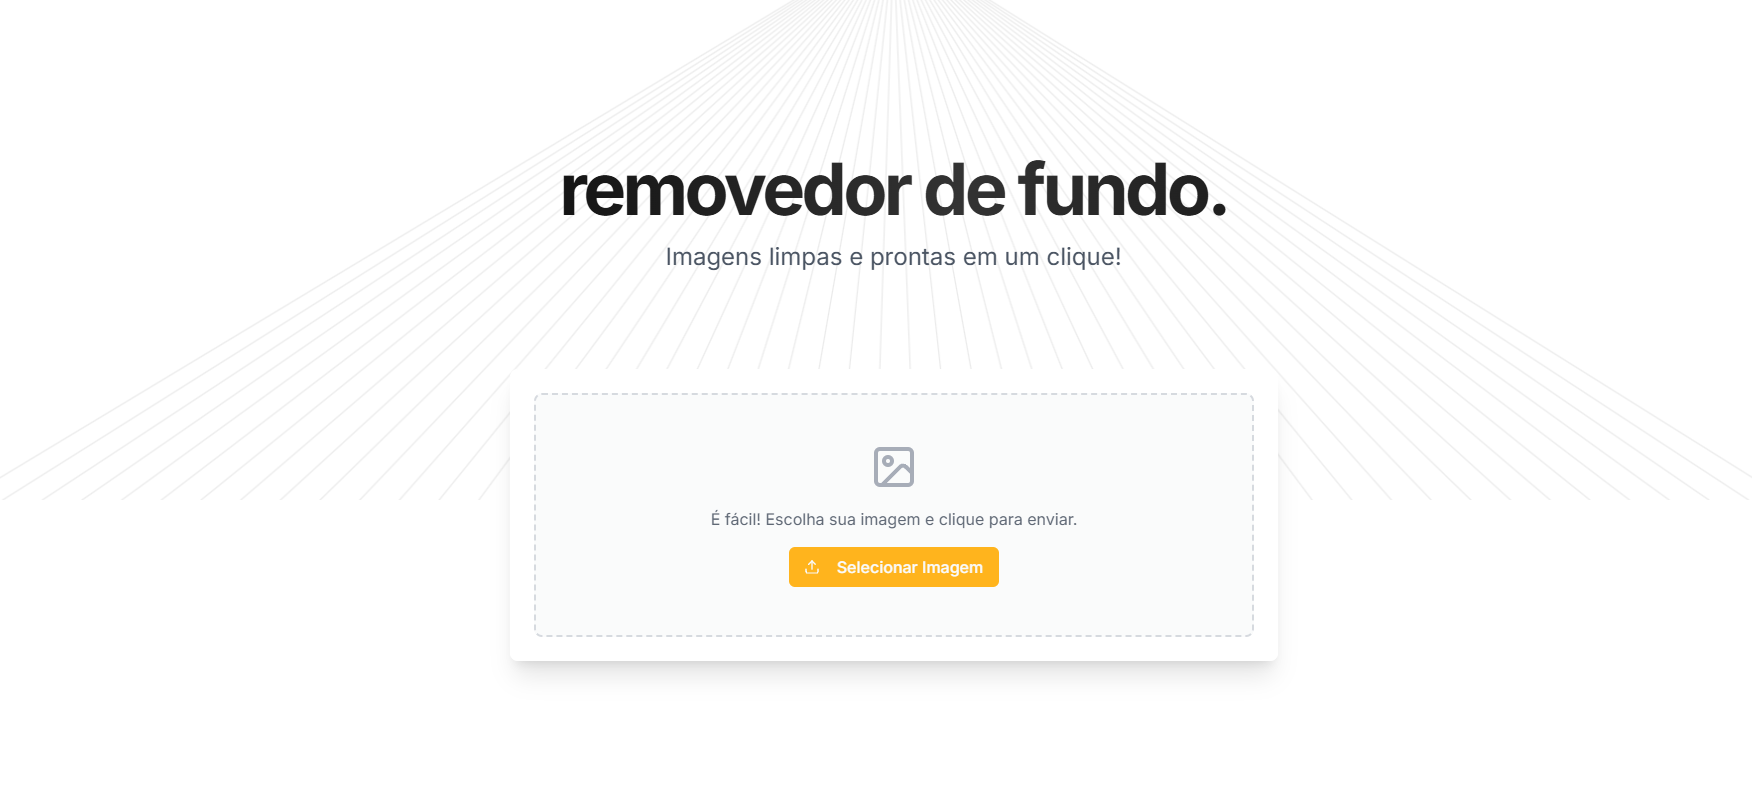 removedor de fundo.
Imagens limpas e prontas em um clique!
É fácil! Escolha sua imagem e clique para enviar.
Selecionar Imagem